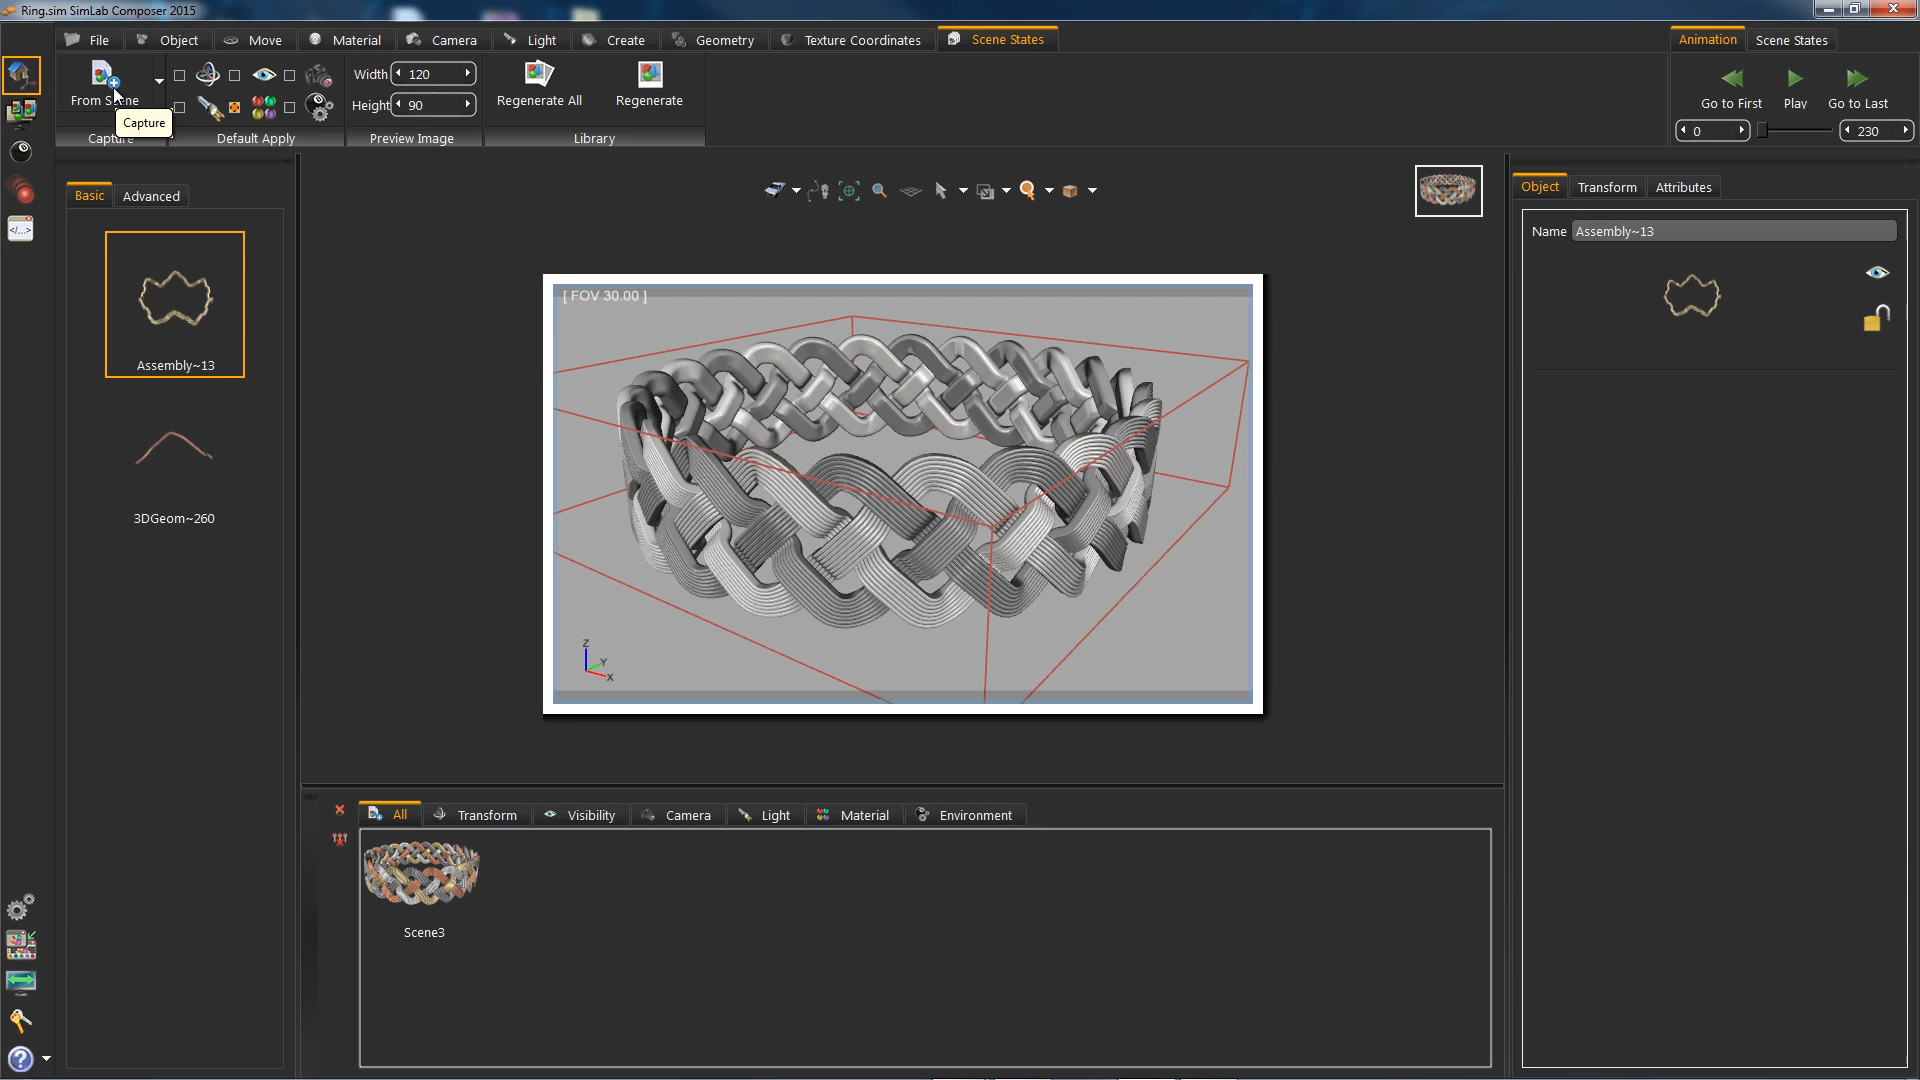 Ring.sim SimLab Composer 2015
File
Object
Move
Material
Camera
Light
Create
Geometry
Texture Coordinates
Scene States
Animation
Scene States
From
Capture
Default Apply
Width
120
Height
90
Preview Image
Regenerate All
Regenerate
Library
Go to First
Play
Go to Last
0
230
Capture
Basic
Advanced
Assembly~13
3DGeom~260
[ FOV 30.00 ]
Z
Y
X
Object
Transform
Attributes
Name
Assembly~13
All
Transform
Visibility
Camera
Light
Material
Environment
Scene3